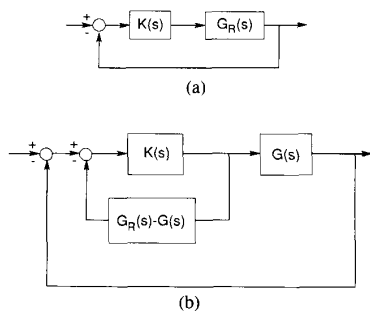 +
-
K(s)
G_R(s)
(a)
+
-
+
-
K(s)
G(s)
G_R(s)-G(s)
(b)